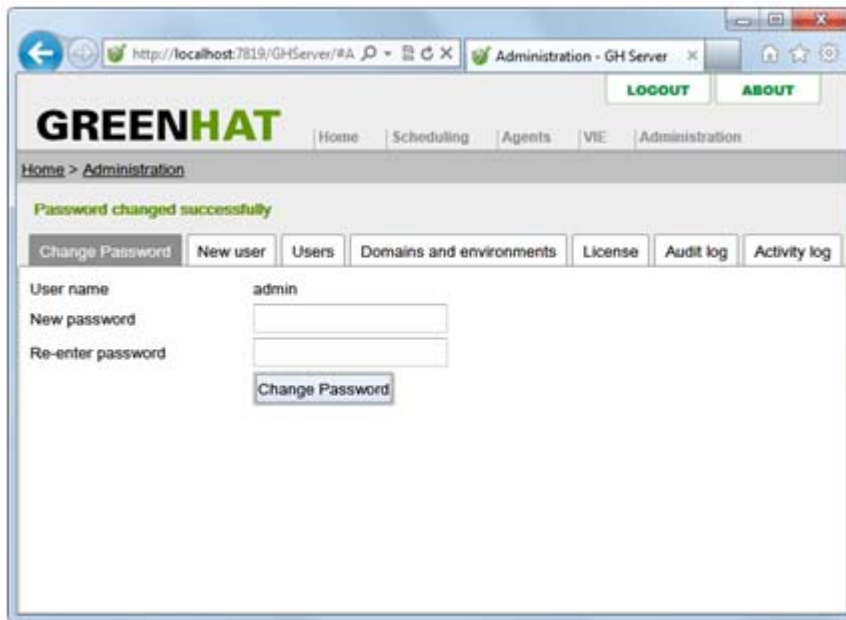 http://localhost:7819/GHServer/#A
Administration - GH Server
LOGOUT
ABOUT
GREENHAT
Home
Scheduling
Agents
VIE
Administration
Home > Administration
Password changed successfully
Change Password
New user
Users
Domains and environments
License
Audit log
Activity log
User name admin
New password
Re-enter password
Change Password